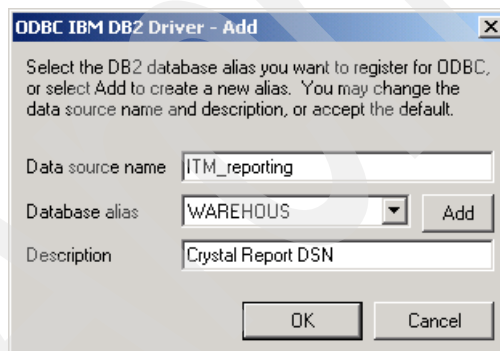 ODBC IBM DB2 Driver - Add
Select the DB2 database alias you want to register for ODBC,
or select Add to create a new alias. You may change the
data source name and description, or accept the default.
Data source name ITM_reporting
Database alias WAREHOUS Add
Description Crystal Report DSN
OK Cancel